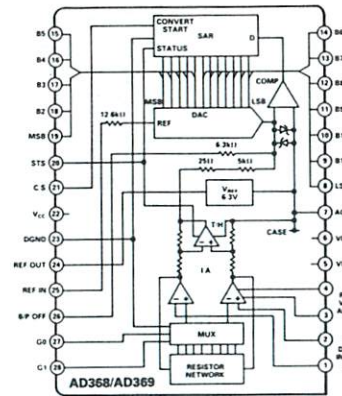 CONVERT
START
SAR
D
STATUS
B5 15
B4 16
B3 17
B2 18
MSB 19
STS 20
C S 21
VCC 22
DGND 23
REF OUT 24
REF IN 25
B/P OFF 26
G0 27
G1 28
MSB
LSB
COMP
12.6kΩ
REF
DAC
6.3kΩ
25Ω
5kΩ
VREF
6.3V
T/H
CASE
I A
MUX
RESISTOR
NETWORK
AD368/AD369
14
13
12
11
10
9
8
7
6
5
4
3
2
1